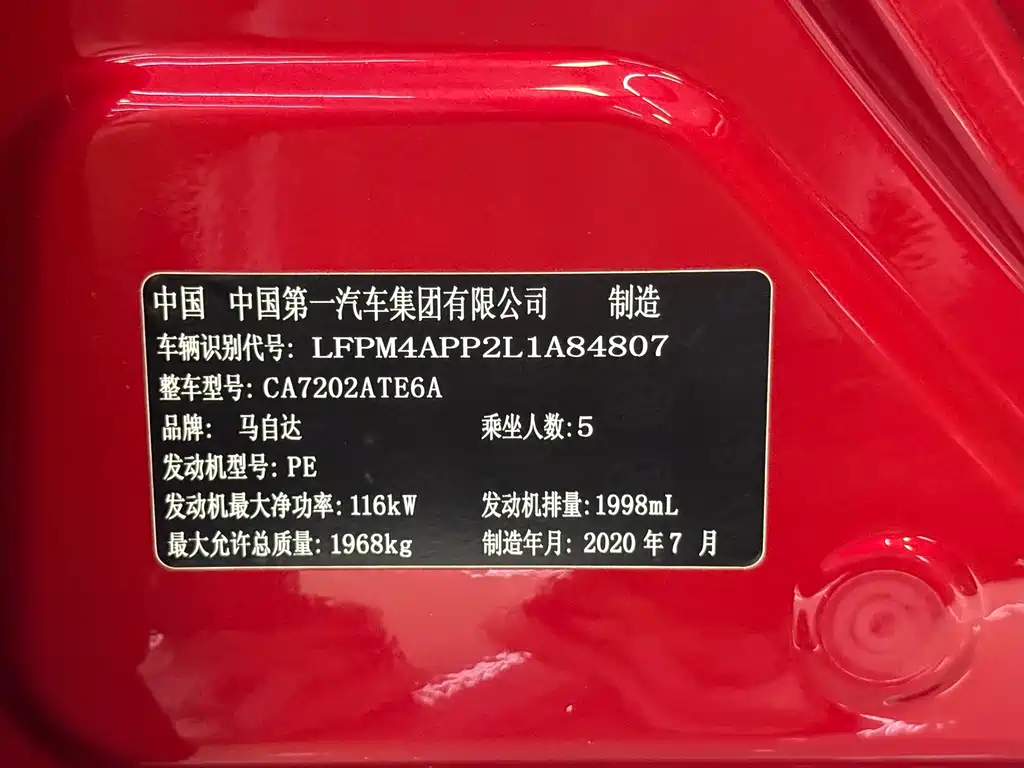 中国 中国第一汽车集团有限公司 制造
车辆识别代号: LFPM4APP2L1A84807
整车型号: CA7202ATE6A
品牌: 马自达 乘坐人数:5
发动机型号: PE
发动机最大净功率: 116kW 发动机排量: 1998mL
最大允许总质量: 1968kg 制造年月: 2020 年 7 月